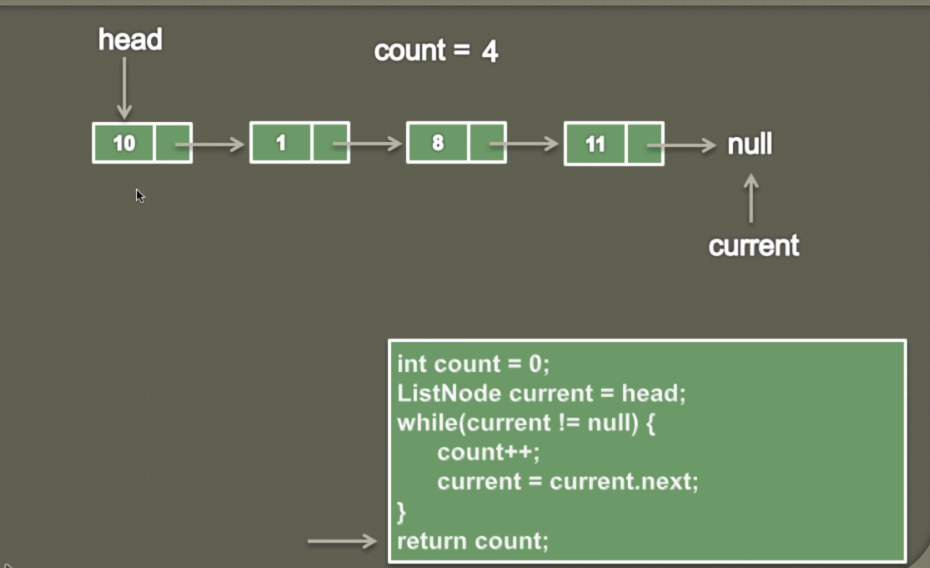 head
count = 4
10
1
8
11
null
current
int count = 0;
ListNode current = head;
while(current != null) {
count++;
current = current.next;
}
return count;